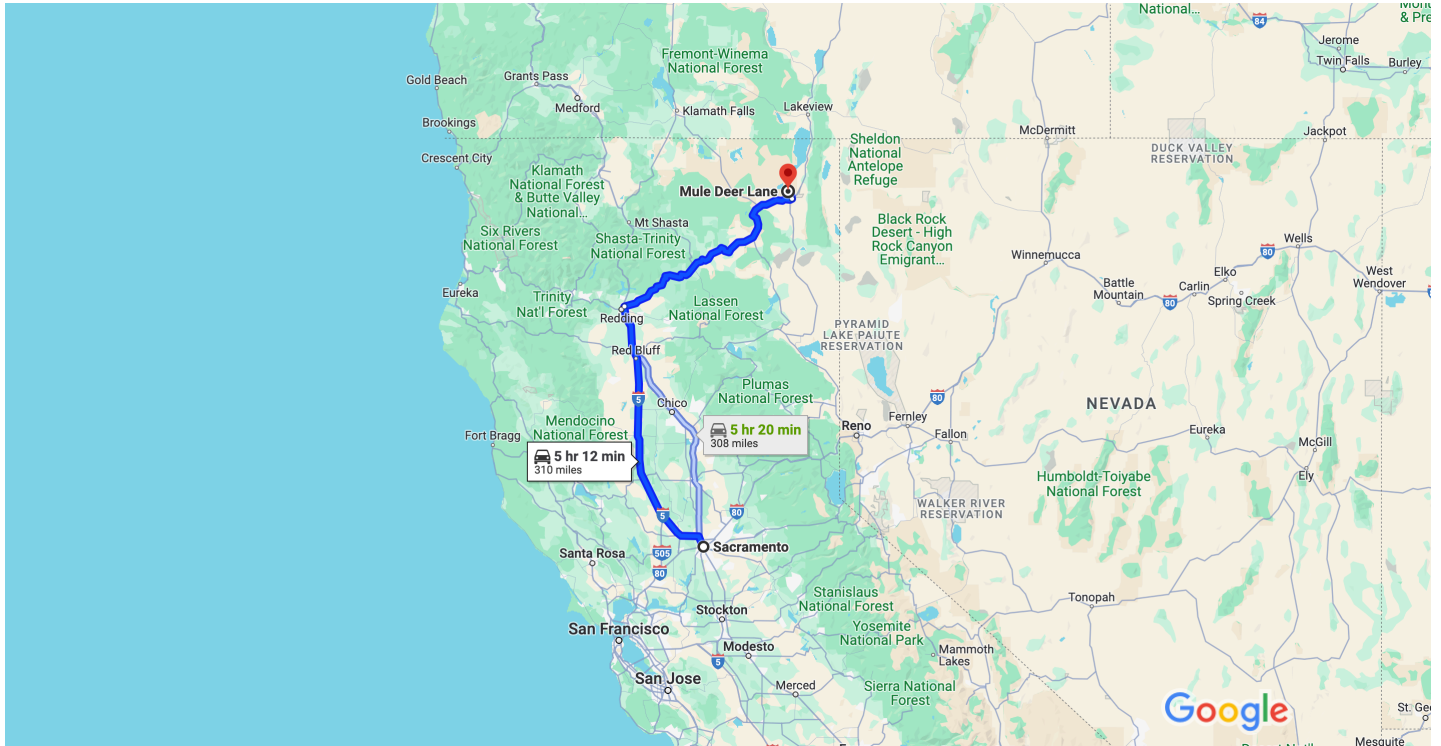 National...
84
& Pre
Jerome
Twin Falls
Burley
Fremont-Winema
National Forest
Gold Beach
Grants Pass
Medford
Klamath Falls
Lakeview
Brookings
McDermitt
Jackpot
Crescent City
Sheldon
National
Antelope
Refuge
DUCK VALLEY
RESERVATION
Klamath
National Forest
& Butte Valley
National...
Mule Deer Lane
Mt Shasta
Six Rivers
National Forest
Shasta-Trinity
National Forest
Black Rock
Desert - High
Rock Canyon
Emigrant...
Winnemucca
Wells
80
Elko
Battle
Mountain
Carlin
Spring Creek
West
Wendover
80
Eureka
Trinity
Nat'l Forest
Redding
Lassen
National Forest
PYRAMID
LAKE PAIUTE
RESERVATION
Red Bluff
5
Chico
Plumas
National Forest
80
NEVADA
Mendocino
National Forest
Fort Bragg
5 hr 20 min
308 miles
5 hr 12 min
310 miles
Reno
Fernley
Fallon
Eureka
McGill
Ely
Humboldt-Toiyabe
National Forest
WALKER RIVER
RESERVATION
5
80
Sacramento
505
80
Santa Rosa
Stockton
Stanislaus
National Forest
Tonopah
San Francisco
Yosemite
National Park
Modesto
5
Mammoth
Lakes
San Jose
Merced
Sierra National
Forest
Google
St. Ge
Mesquite